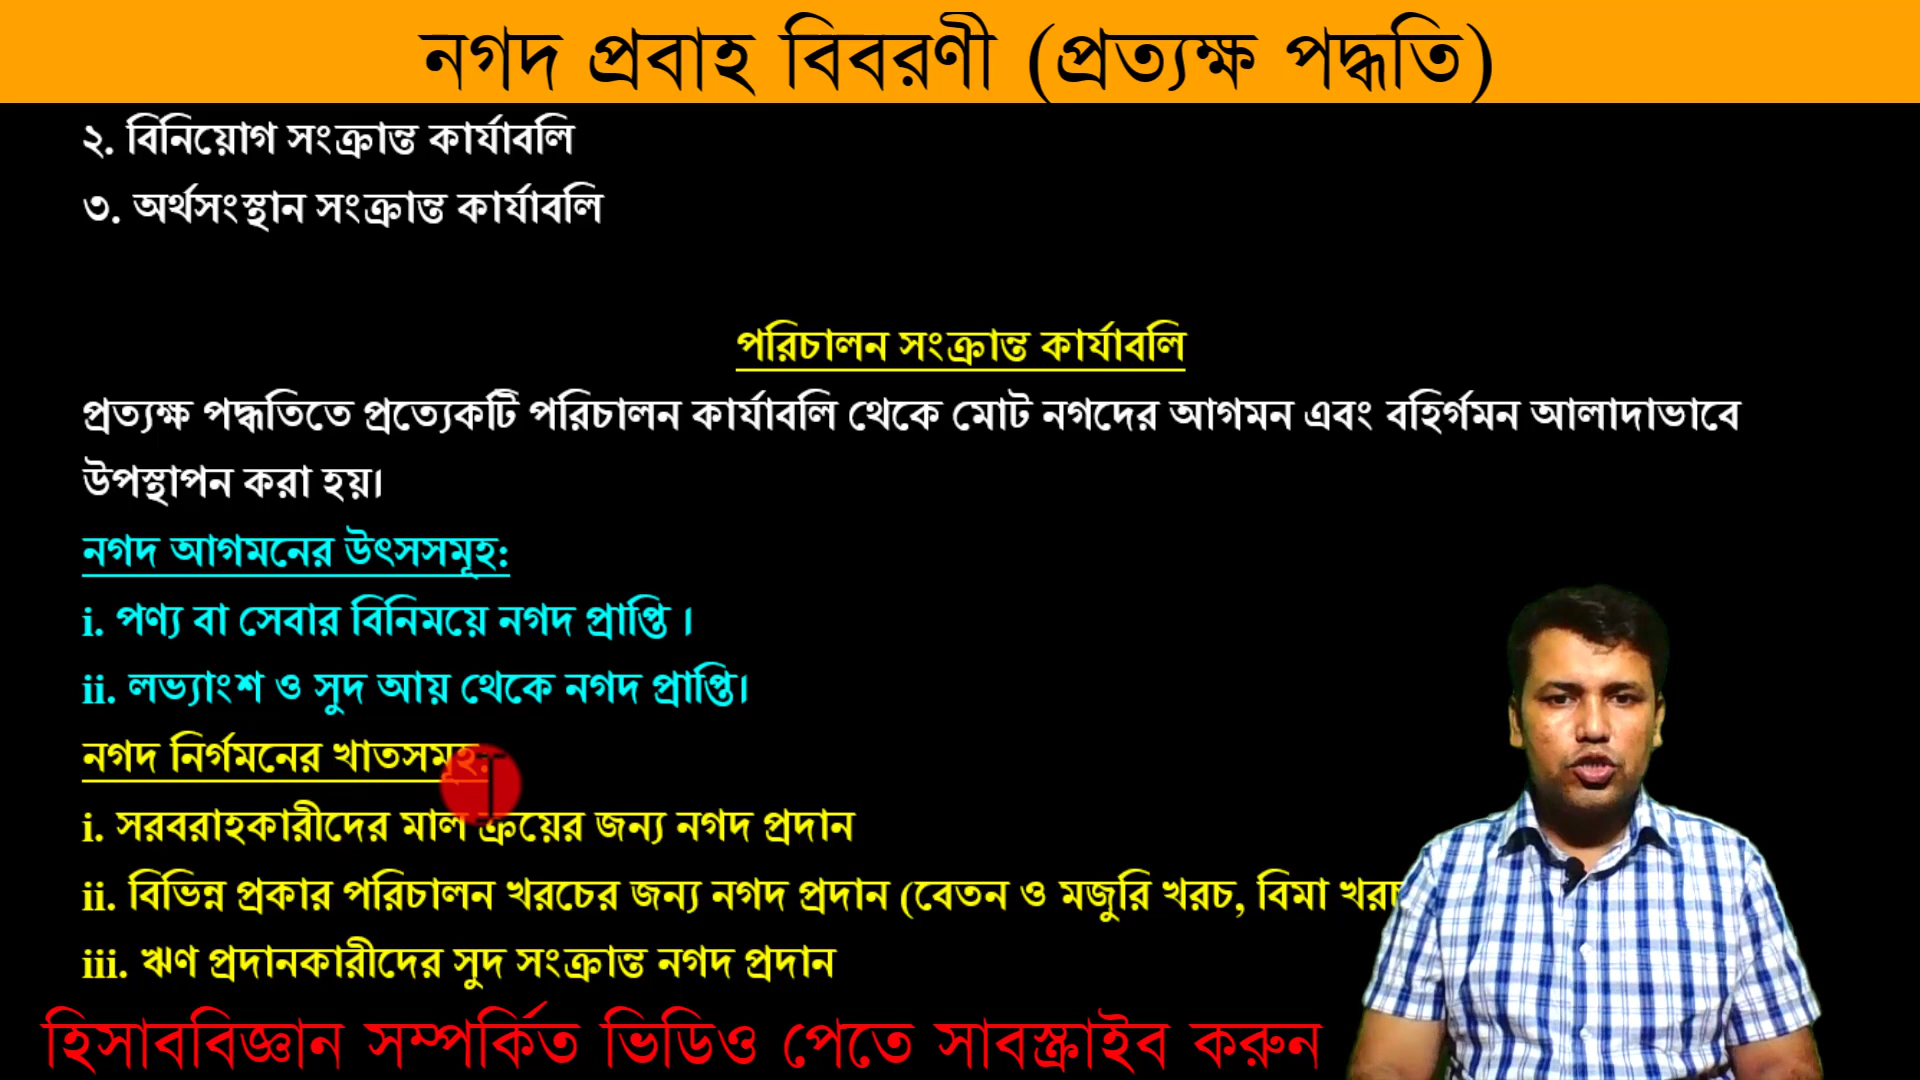 নগদ প্রবাহ বিবরণী (প্রত্যক্ষ পদ্ধতি)
২. বিনিয়োগ সংক্রান্ত কার্যাবলি
৩. অর্থসংস্থান সংক্রান্ত কার্যাবলি
পরিচালন সংক্রান্ত কার্যাবলি
প্রত্যক্ষ পদ্ধতিতে প্রত্যেকটি পরিচালন কার্যাবলি থেকে মোট নগদের আগমন এবং বহির্গমন আলাদাভাবে
উপস্থাপন করা হয়।
নগদ আগমনের উৎসসমূহ:
i. পণ্য বা সেবার বিনিময়ে নগদ প্রাপ্তি ।
ii. লভ্যাংশ ও সুদ আয় থেকে নগদ প্রাপ্তি।
নগদ নির্গমনের খাতসমূহ:
i. সরবরাহকারীদের মাল ক্রয়ের জন্য নগদ প্রদান
ii. বিভিন্ন প্রকার পরিচালন খরচের জন্য নগদ প্রদান (বেতন ও মজুরি খরচ, বিমা
iii. ঋণ প্রদানকারীদের সুদ সংক্রান্ত নগদ প্রদান
হিসাববিজ্ঞান সম্পর্কিত ভিডিও পেতে সাবস্ক্রাইব করুন